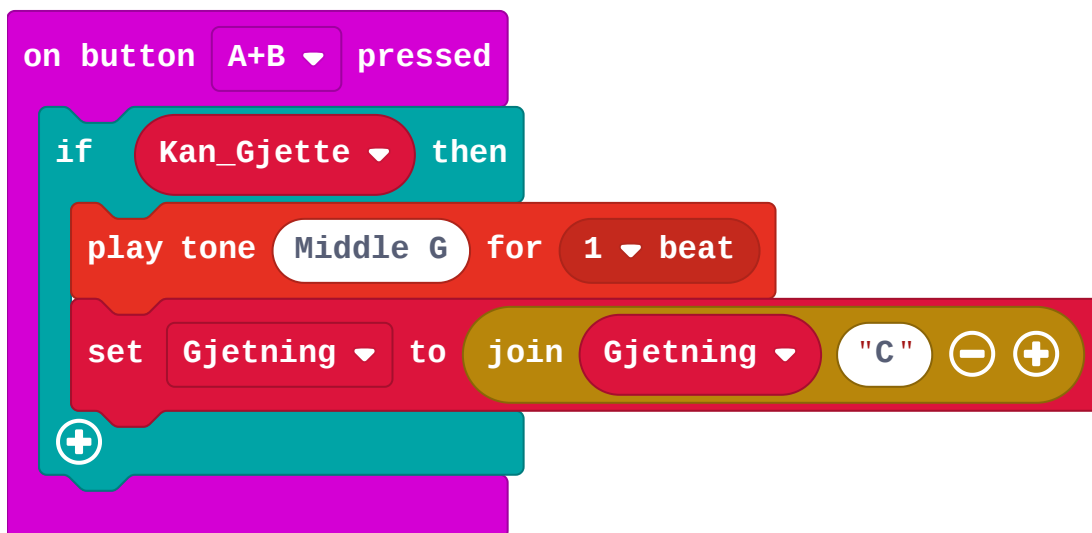 on button A+B pressed
if Kan_Gjette then
play tone Middle G for 1 beat
set Gjetning to join Gjetning "C"